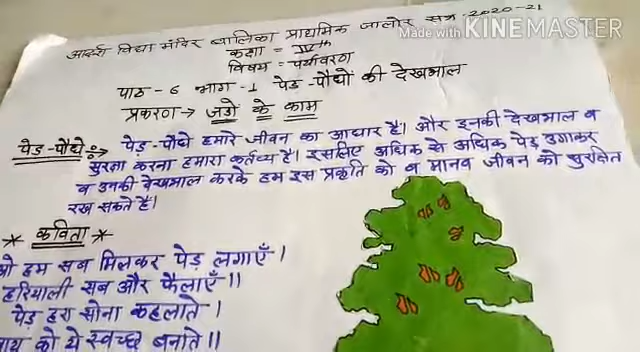 आदर्श विद्या मंदिर बालिका प्राथमिक जालोर सत्र :2020-21
Made with KINEMASTER
कक्षा = IVth
विषय = पर्यावरण
पाठ - 6 भाग - 1 पेड़ - पौधों की देखभाल
प्रकरण → जड़ों के काम
पेड़ - पौधे :→ पेड़ - पौधे हमारे जीवन का आधार है। और इनकी देखभाल व
सुरक्षा करना हमारा कर्तव्य है। इसलिए अधिक से अधिक पेड़ उगाकर
व उनकी देखभाल करके हम इस प्रकृति को व मानव जीवन को सुरक्षित
रख सकते है।
* कविता *
ओ हम सब मिलकर पेड़ लगाएँ।
हरियाली सब और फैलाएँ॥
पेड़ हरा सोना कहलाते।
वायु को ये स्वच्छ बनाते॥